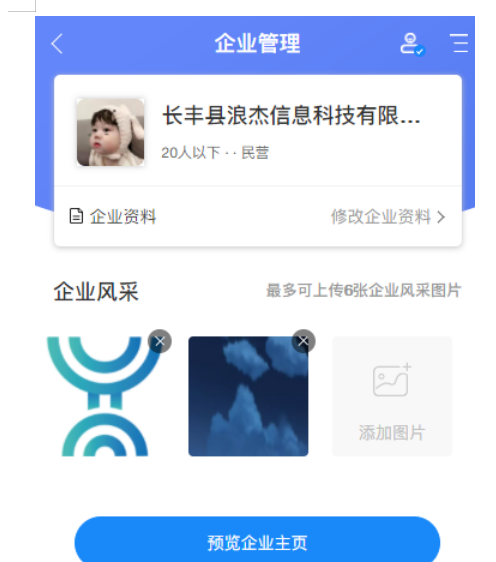 企业管理
长丰县浪杰信息科技有限...
20人以下 · · 民营
企业资料
修改企业资料
企业风采
最多可上传6张企业风采图片
添加图片
预览企业主页